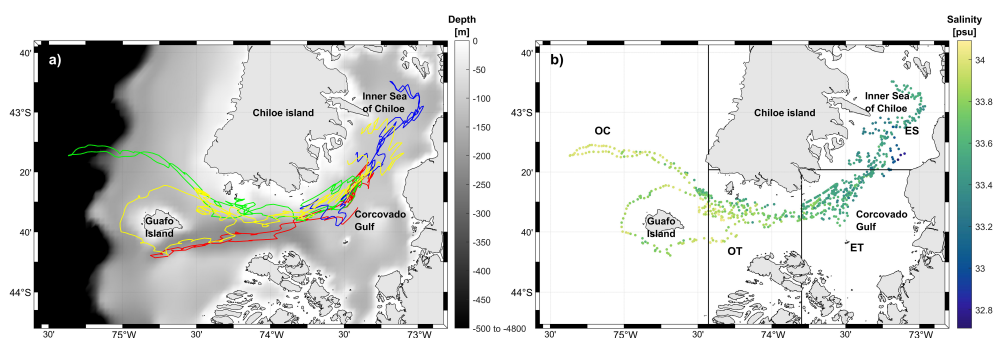 Depth
[m]
0
-50
-100
-150
-200
-250
-300
-350
-400
-450
-500 to -4800
a)
40'
43°S
20'
40'
44°S
30'
75°W
30'
74°W
30'
73°W
Chiloe island
Inner Sea
of Chiloe
Guafo
Island
Corcovado
Gulf
Salinity
[psu]
34
33.8
33.6
33.4
33.2
33
32.8
b)
40'
43°S
20'
40'
44°S
30'
75°W
30'
74°W
30'
73°W
OC
Chiloe island
Inner Sea
of Chiloe
ES
Guafo
Island
OT
Corcovado
Gulf
ET